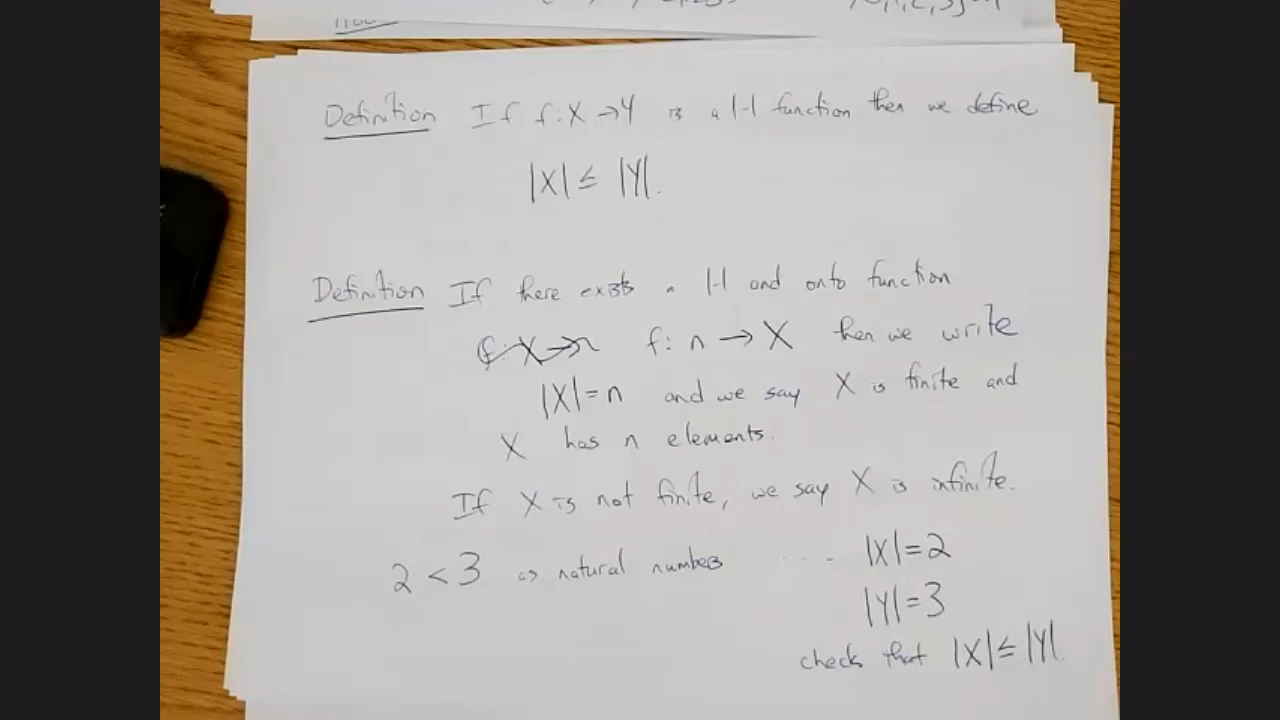 Definition If f: X → Y is a 1-1 function then we define
|X| ≤ |Y|.
Definition If there exists a 1-1 and onto function
f: n → X then we write
|X| = n and we say X is finite and
X has n elements.
If X is not finite, we say X is infinite.
2 < 3 as natural numbers .... |X| = 2
|Y| = 3
check that |X| ≤ |Y|.